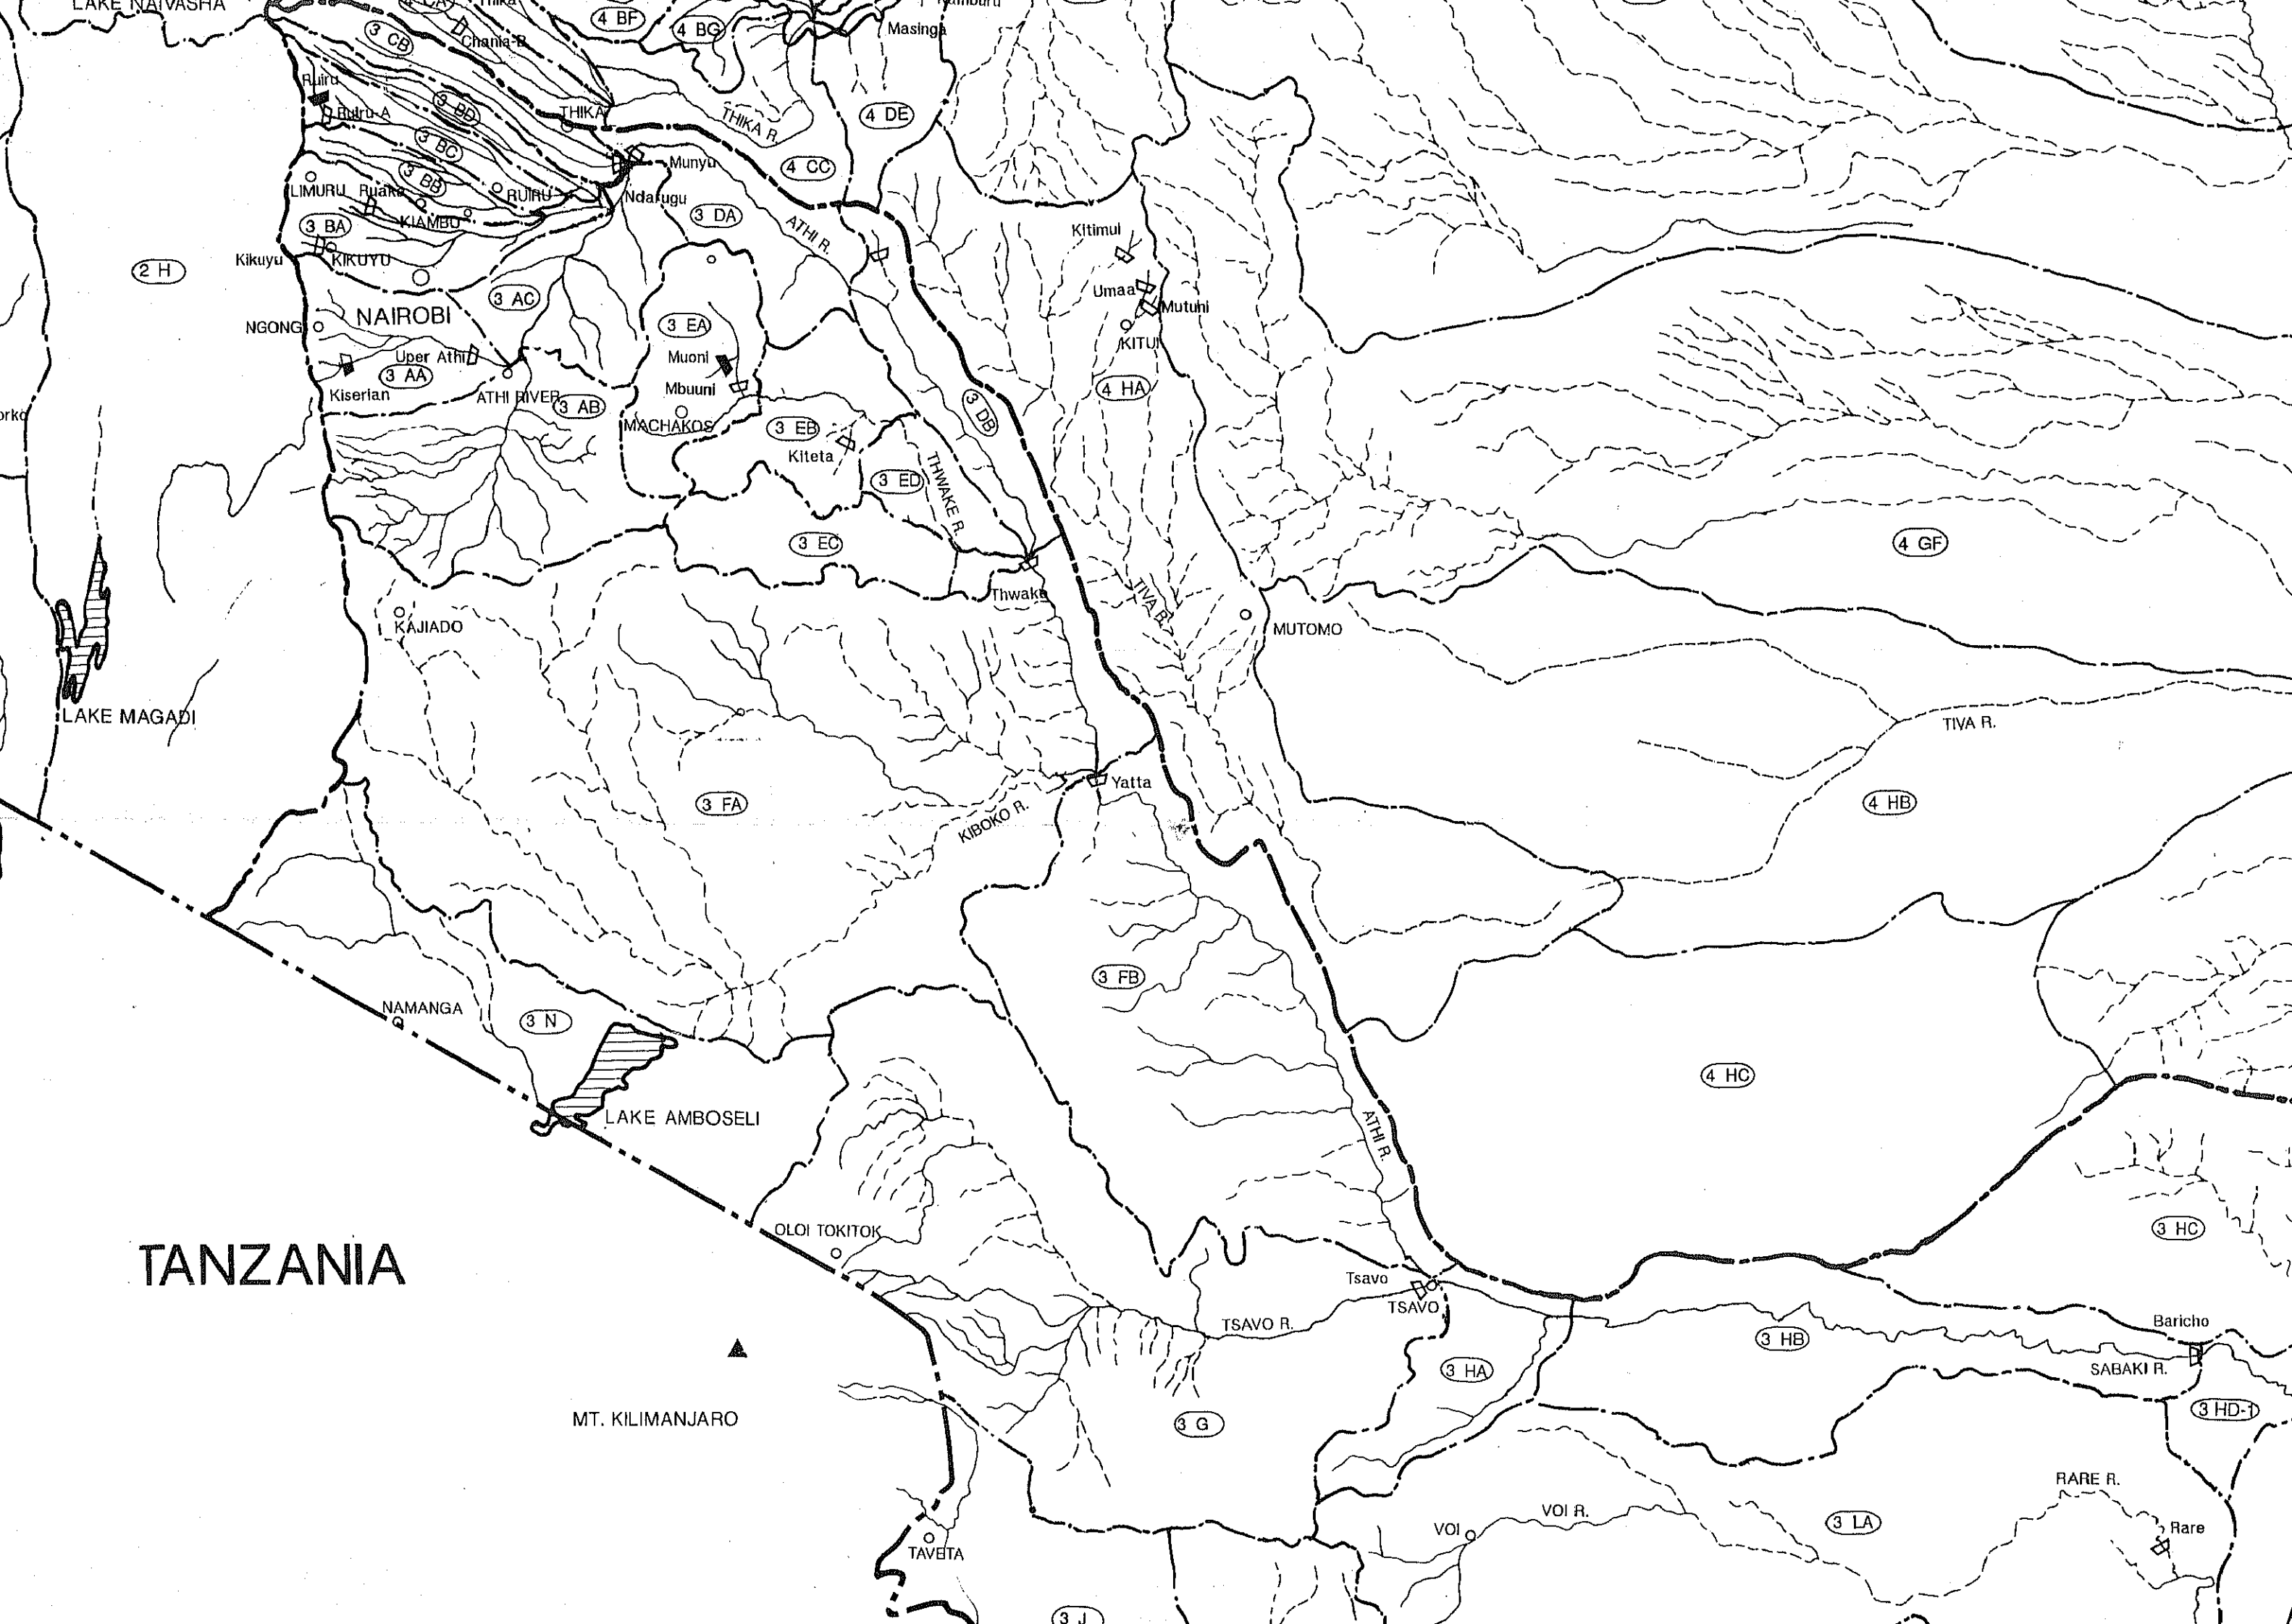 LAKE NAIVASHA
Thika
4 BF
4 BG
Masinga
3 CB
Chania-B
Ruiru
Ruiru-A
3 BD
THIKA
THIKA R.
4 DE
3 BC
4 CC
Munyu
3 BB
LIMURU
Ruaka
RUIRU
Ndarugu
KIAMBU
3 BA
3 DA
ATHI R.
Kitimui
Kikuyu
KIKUYU
2 H
3 AC
Umaa
Mutuni
NAIROBI
NGONG
3 EA
KITUI
Uper Athi
Muoni
3 AA
4 HA
Mbuuni
Kiserian
ATHI RIVER
3 AB
3 DB
MACHAKOS
3 EB
Kiteta
THWAKE R.
3 ED
3 EC
4 GF
Thwake
TIVA R.
KAJIADO
MUTOMO
LAKE MAGADI
TIVA R.
Yatta
3 FA
4 HB
KIBOKO R.
3 FB
NAMANGA
3 N
4 HC
LAKE AMBOSELI
ATHI R.
OLOI TOKITOK
3 HC
TANZANIA
Tsavo
TSAVO
TSAVO R.
Baricho
3 HB
SABAKI R.
3 HA
3 HD-1
MT. KILIMANJARO
3 G
RARE R.
VOI
VOI R.
3 LA
Rare
TAVETA
3 J